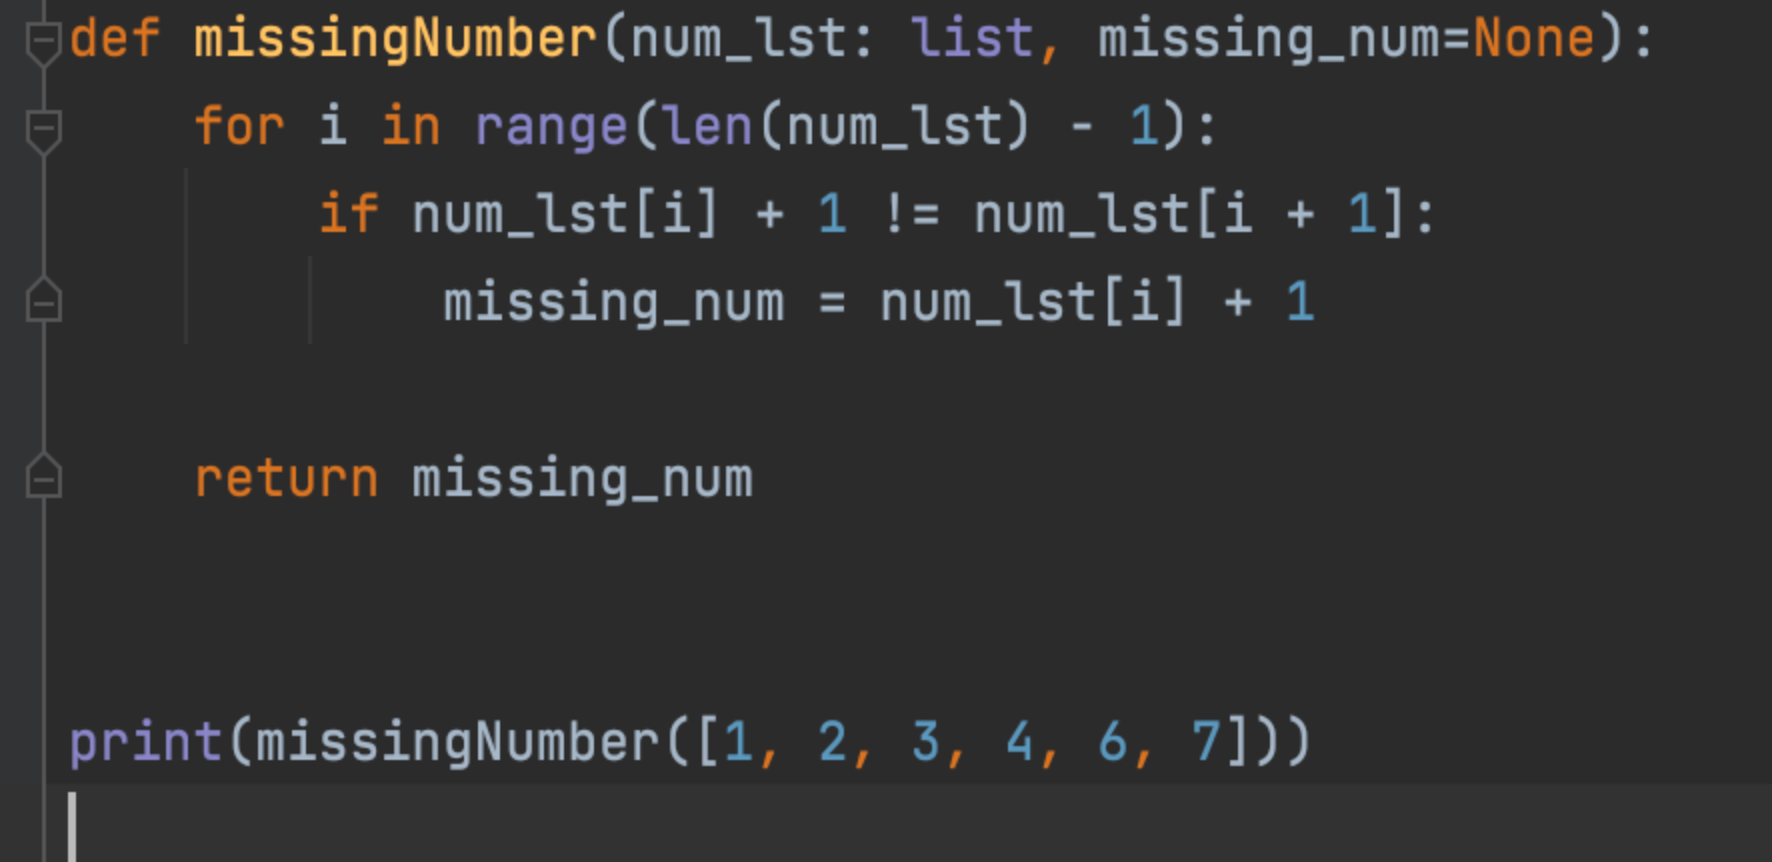 def missingNumber(num_lst: list, missing_num=None):
    for i in range(len(num_lst) - 1):
        if num_lst[i] + 1 != num_lst[i + 1]:
            missing_num = num_lst[i] + 1
    return missing_num
print(missingNumber([1, 2, 3, 4, 6, 7]))